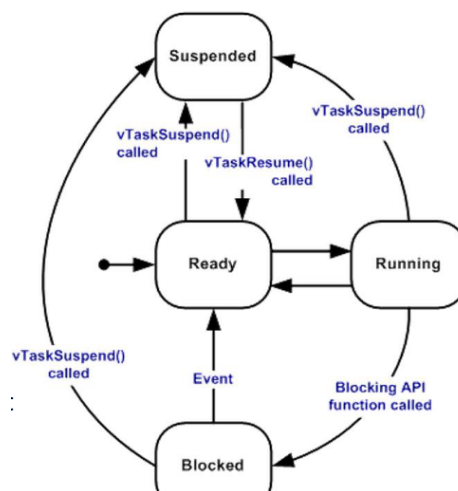 Suspended
vTaskSuspend()
called
vTaskSuspend()
called
vTaskResume()
called
Ready
Running
vTaskSuspend()
called
Event
Blocking API
function called
:
Blocked